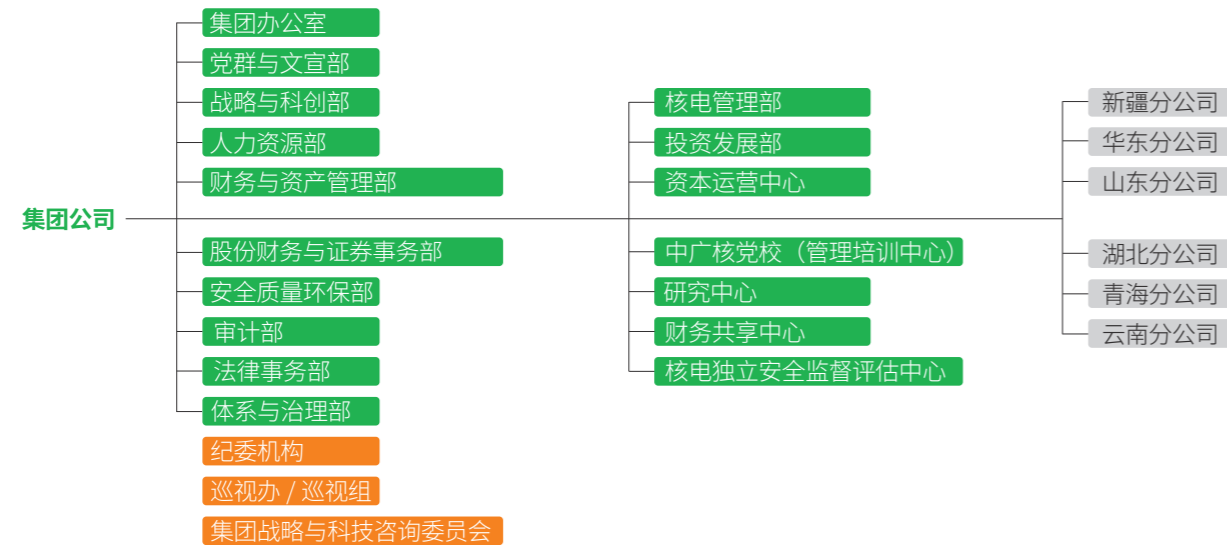 集团公司
集团办公室
党群与文宣部
战略与科创部
人力资源部
财务与资产管理部
股份财务与证券事务部
安全质量环保部
审计部
法律事务部
体系与治理部
纪委机构
巡视办 / 巡视组
集团战略与科技咨询委员会
核电管理部
投资发展部
资本运营中心
中广核党校（管理培训中心）
研究中心
财务共享中心
核电独立安全监督评估中心
新疆分公司
华东分公司
山东分公司
湖北分公司
青海分公司
云南分公司